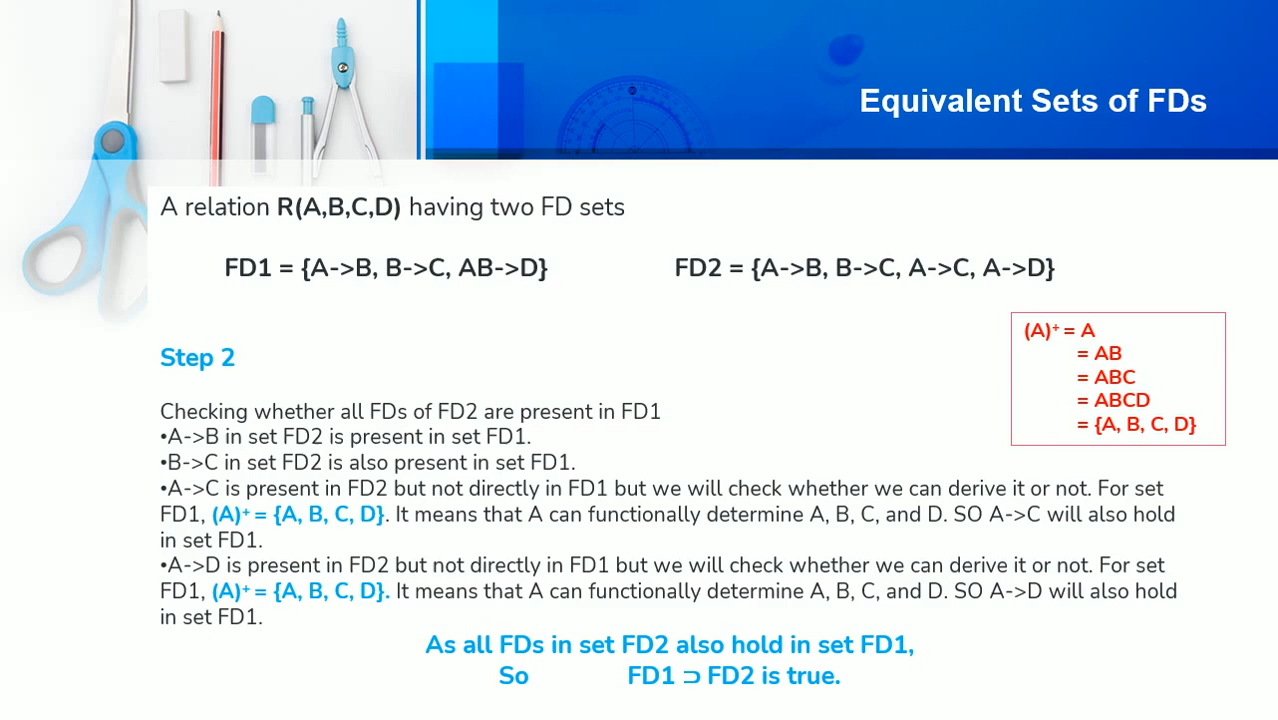 Equivalent Sets of FDs
A relation R(A,B,C,D) having two FD sets
FD1 = {A->B, B->C, AB->D} FD2 = {A->B, B->C, A->C, A->D}
(A)⁺ = A
= AB
= ABC
= ABCD
= {A, B, C, D}
Step 2
Checking whether all FDs of FD2 are present in FD1
•A->B in set FD2 is present in set FD1.
•B->C in set FD2 is also present in set FD1.
•A->C is present in FD2 but not directly in FD1 but we will check whether we can derive it or not. For set
FD1, (A)⁺ = {A, B, C, D}. It means that A can functionally determine A, B, C, and D. SO A->C will also hold
in set FD1.
•A->D is present in FD2 but not directly in FD1 but we will check whether we can derive it or not. For set
FD1, (A)⁺ = {A, B, C, D}. It means that A can functionally determine A, B, C, and D. SO A->D will also hold
in set FD1.
As all FDs in set FD2 also hold in set FD1,
So FD1 ⊃ FD2 is true.